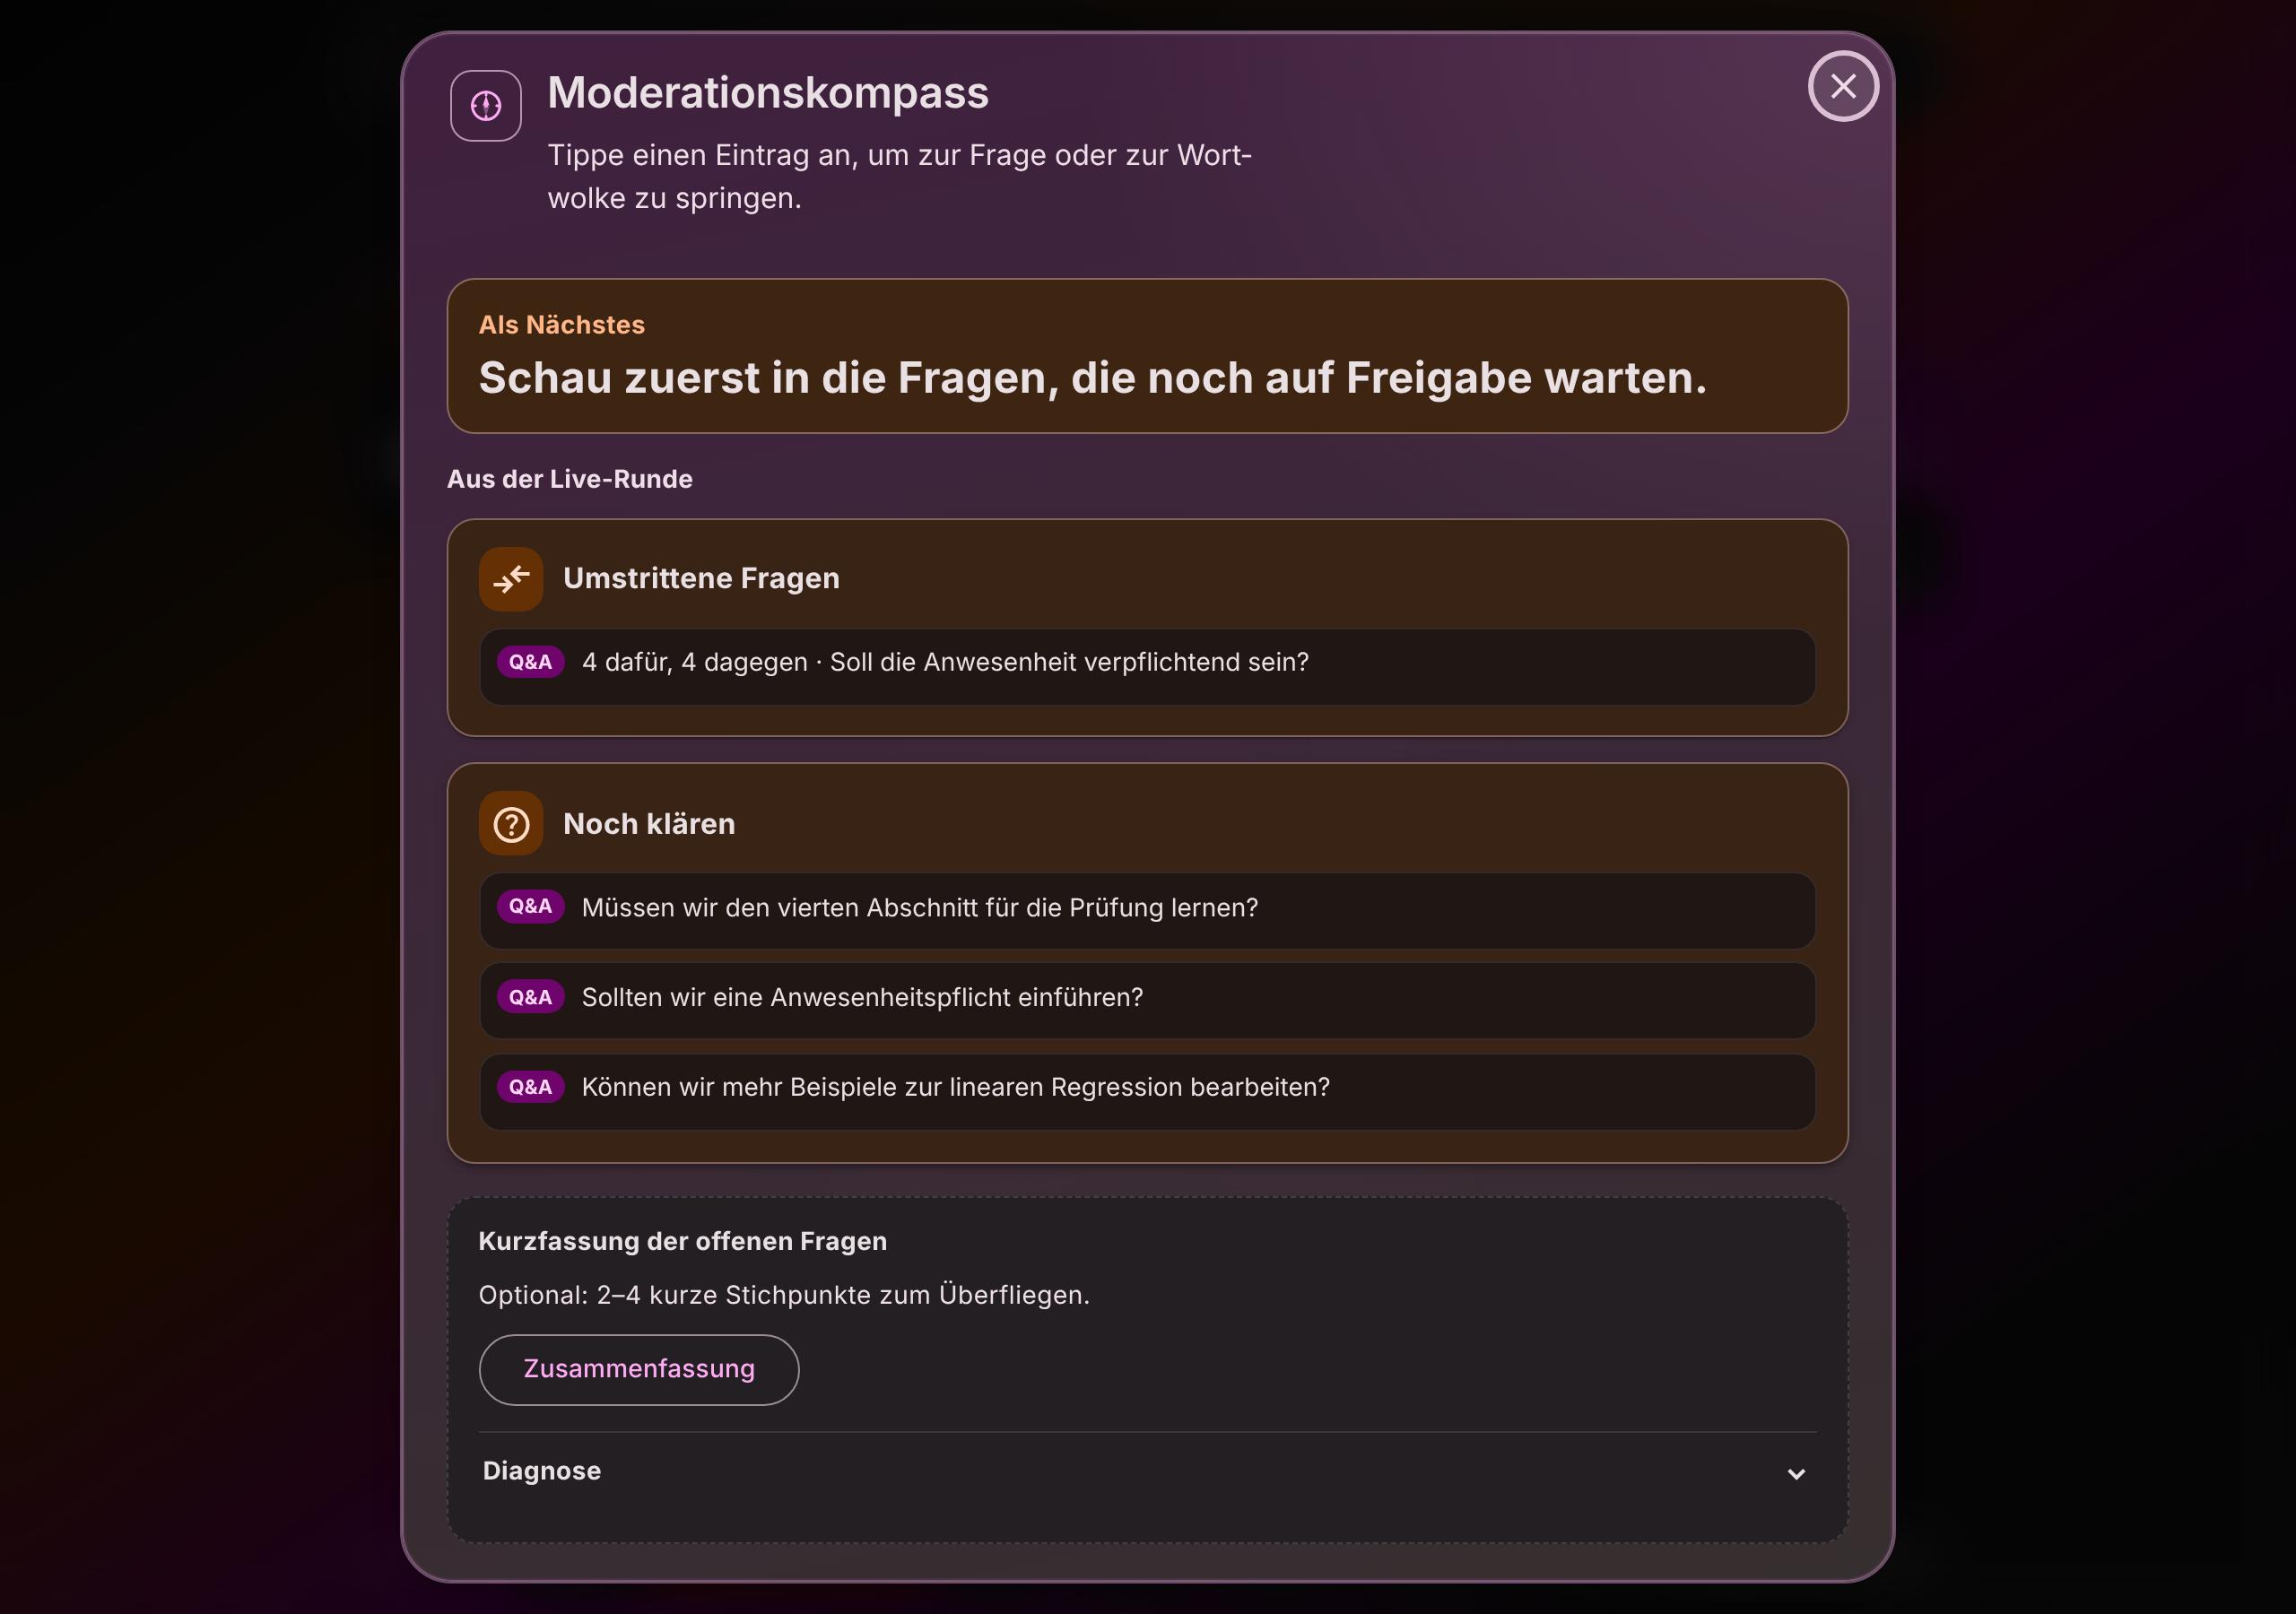 Moderationskompass
Tippe einen Eintrag an, um zur Frage oder zur Wort-
wolke zu springen.
Als Nächstes
Schau zuerst in die Fragen, die noch auf Freigabe warten.
Aus der Live-Runde
Umstrittene Fragen
Q&A 4 dafür, 4 dagegen · Soll die Anwesenheit verpflichtend sein?
Noch klären
Q&A Müssen wir den vierten Abschnitt für die Prüfung lernen?
Q&A Sollten wir eine Anwesenheitspflicht einführen?
Q&A Können wir mehr Beispiele zur linearen Regression bearbeiten?
Kurzfassung der offenen Fragen
Optional: 2–4 kurze Stichpunkte zum Überfliegen.
Zusammenfassung
Diagnose